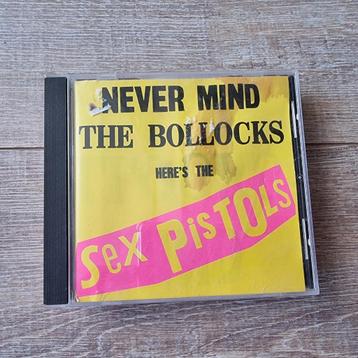 NEVER MIND
THE BOLLOCKS
HERE'S THE
Sex PisTOLs